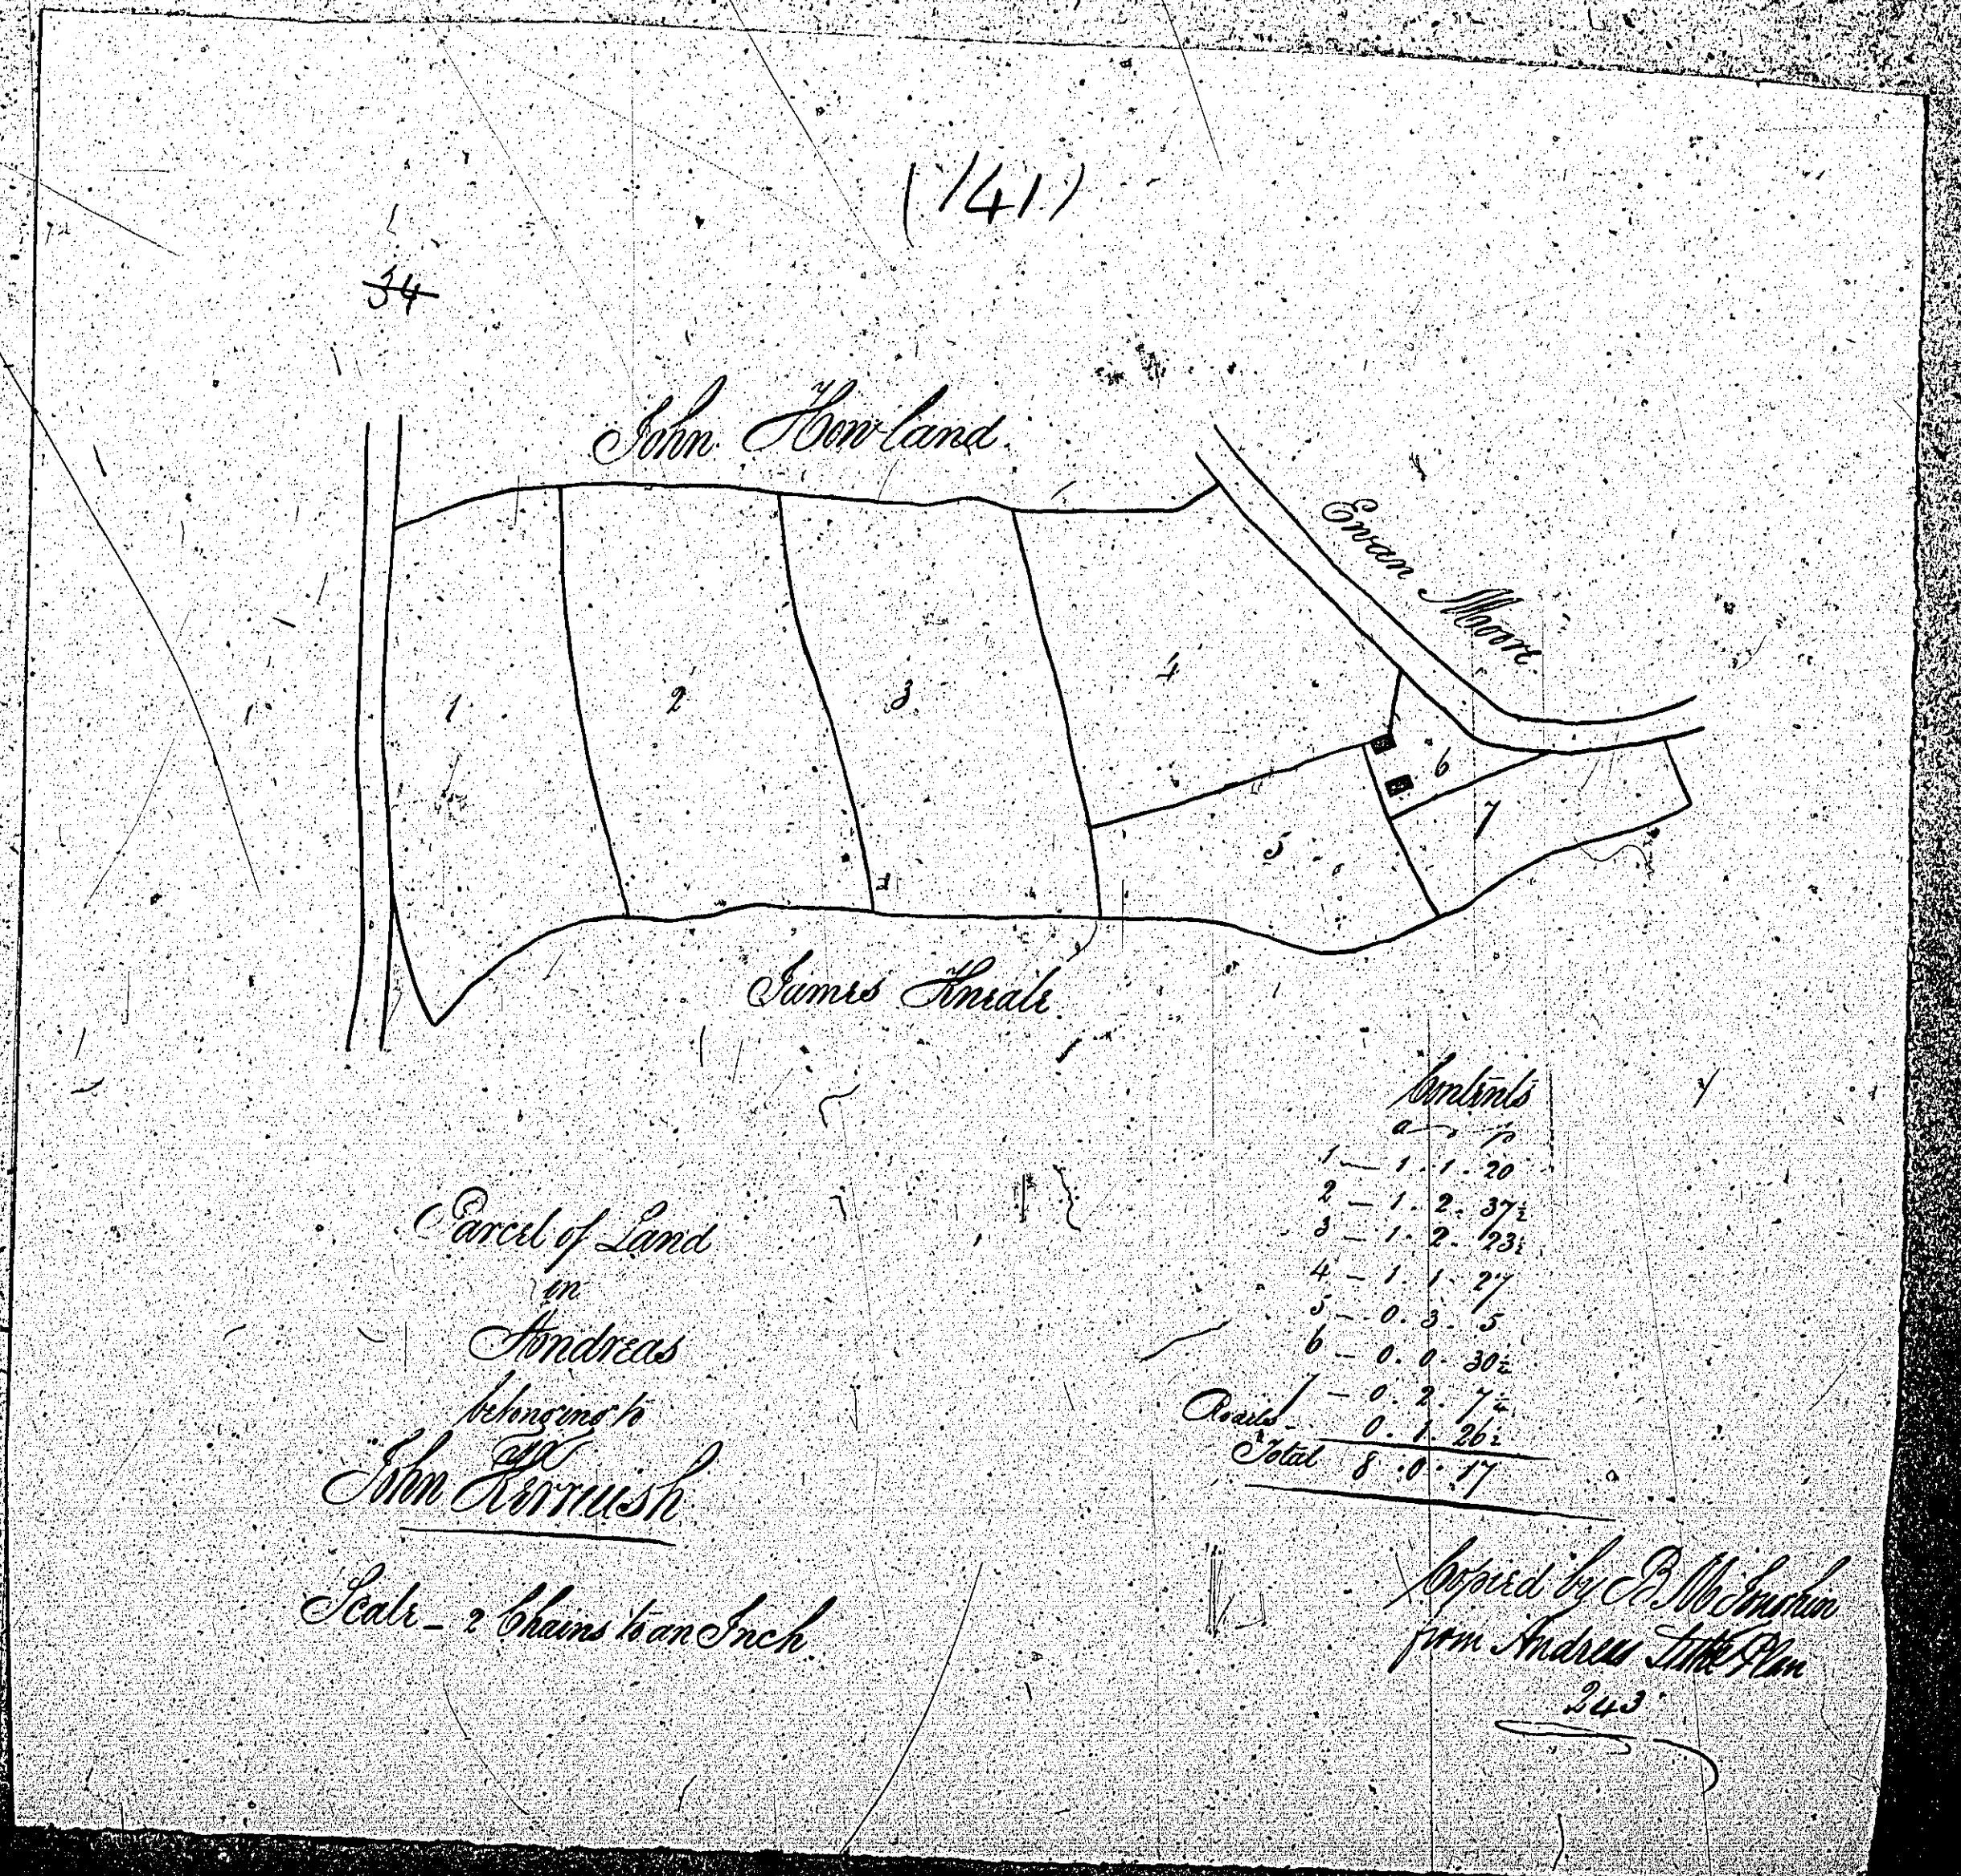 (141)
34
John Howland
Ewan Moore
1
2
3
4
5
6
7
James Kneale
Contents
a r p
1 — 1. 1. 20
2 — 1. 2. 37½
3 — 1. 2. 23½
4 — 1. 1. 27
5 — 0. 3. 5
6 — 0. 0. 30½
7 — 0. 2. 7¼
0. 1. 26½
Total 8. 0. 17
Parcel of Land
in
Andreas
belonging to
John Kerruish
Scale – 2 Chains to an Inch
Copied by B.
from Andreas Plan
243